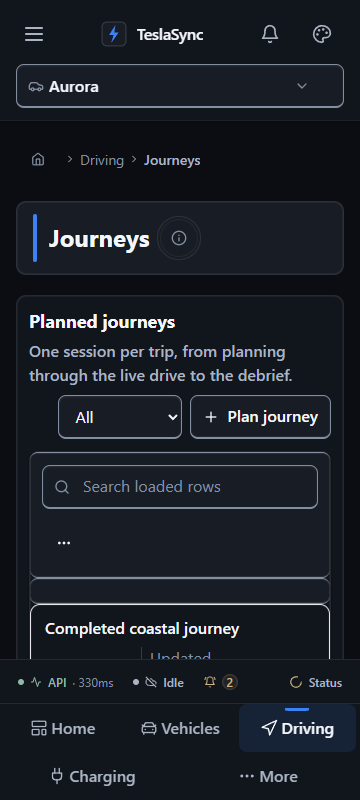 TeslaSync
Aurora
Driving
Journeys
Journeys
Planned journeys
One session per trip, from planning
through the live drive to the debrief.
All
Plan journey
Search loaded rows
...
Completed coastal journey
Updated
API · 330ms
Idle
2
Status
Home
Vehicles
Driving
Charging
... More